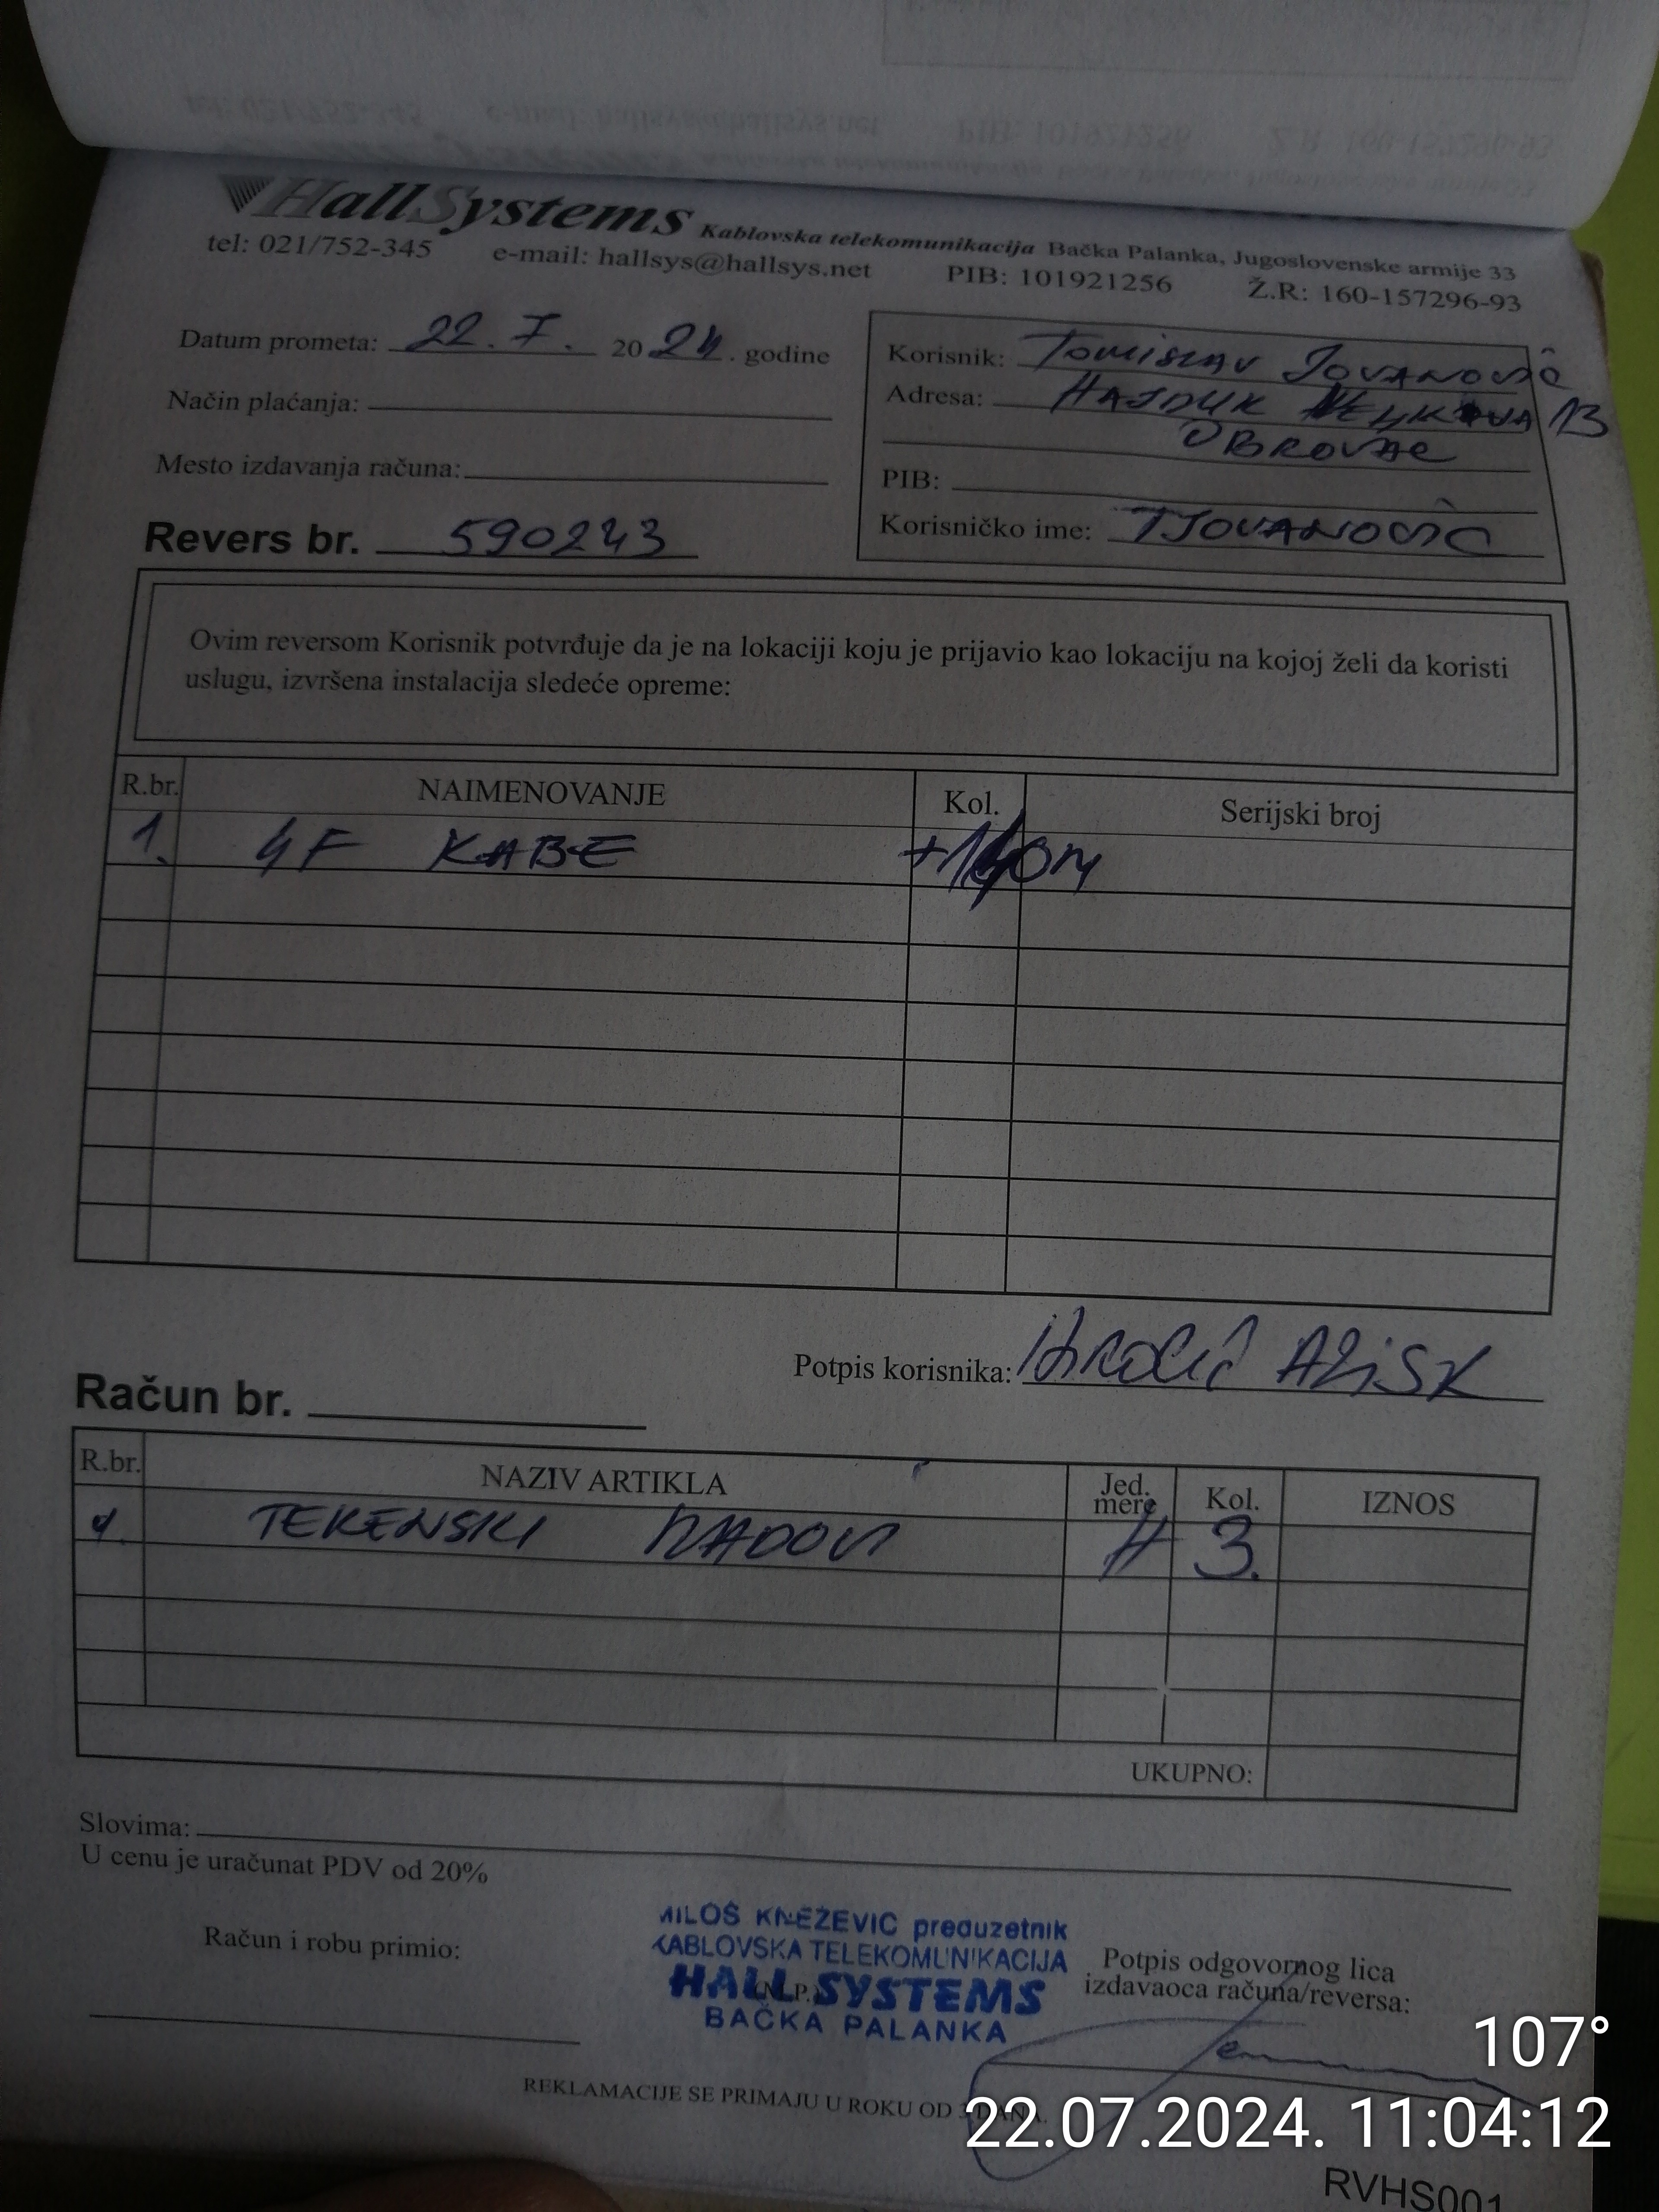 HallSystems Kablovska telekomunikacija Bačka Palanka, Jugoslovenske armije 33
tel: 021/752-345 e-mail: hallsys@hallsys.net PIB: 101921256 Ž.R: 160-157296-93
Datum prometa: 22. 7. 2024. godine
Način plaćanja:
Mesto izdavanja računa:
Revers br. 590243
Korisnik: TOMISLAV JOVANOVIĆ
Adresa: HAJDUK VELJKOVA 13
OBROVAC
PIB:
Korisničko ime: TJOVANOVIĆ
Ovim reversom Korisnik potvrđuje da je na lokaciji koju je prijavio kao lokaciju na kojoj želi da koristi
uslugu, izvršena instalacija sledeće opreme:
R.br. NAIMENOVANJE Kol. Serijski broj
1. 4F KABE
Potpis korisnika:
Račun br.
R.br. NAZIV ARTIKLA Jed. mere Kol. IZNOS
1. TEKENSKI RADOVI H 3.
UKUPNO:
Slovima:
U cenu je uračunat PDV od 20%
Račun i robu primio:
MILOŠ KNEŽEVIĆ preduzetnik
KABLOVSKA TELEKOMUNIKACIJA
HALL SYSTEMS
(M.P.)
BAČKA PALANKA
Potpis odgovornog lica
izdavaoca računa/reversa:
REKLAMACIJE SE PRIMAJU U ROKU OD 3 DANA.
107°
22.07.2024. 11:04:12
RVHS001